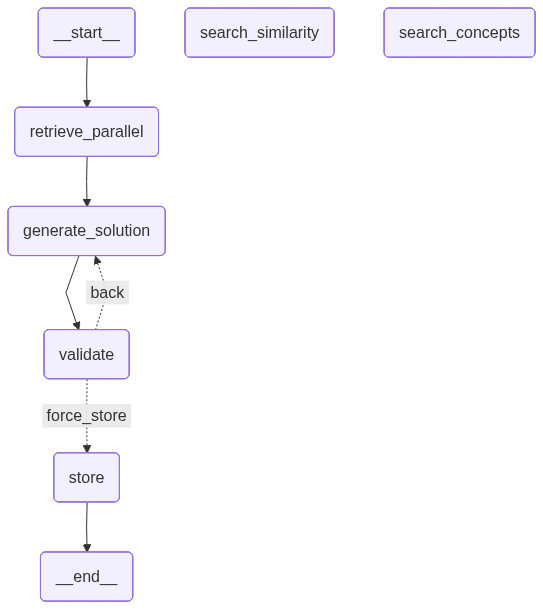 __start__
search_similarity
search_concepts
retrieve_parallel
generate_solution
back
validate
force_store
store
__end__